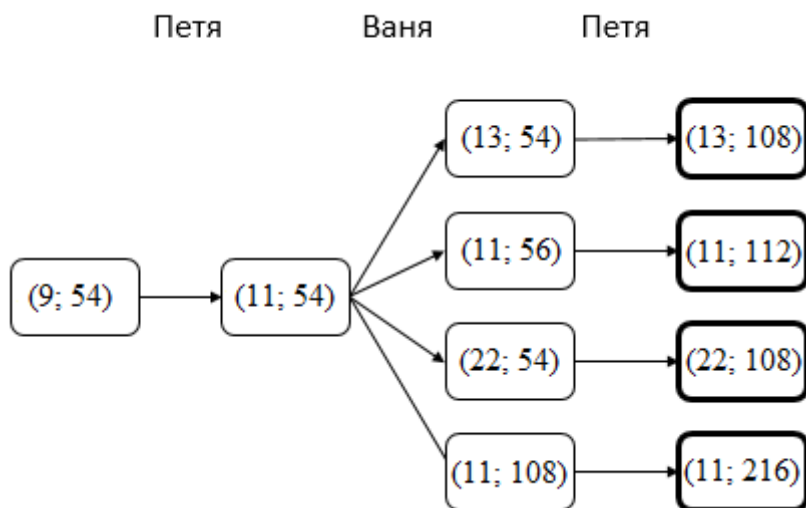 Петя Ваня Петя
(13; 54) (13; 108)
(11; 56) (11; 112)
(9; 54) (11; 54)
(22; 54) (22; 108)
(11; 108) (11; 216)